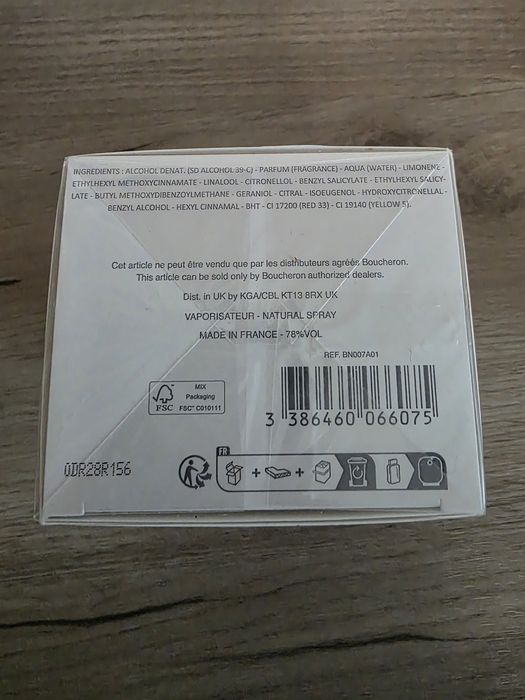 INGREDIENTS : ALCOHOL DENAT. (SD ALCOHOL 39-C) - PARFUM (FRAGRANCE) - AQUA (WATER) - LIMONENE -
ETHYLHEXYL METHOXYCINNAMATE - LINALOOL - CITRONELLOL - BENZYL SALICYLATE - ETHYLHEXYL SALICY-
LATE - BUTYL METHOXYDIBENZOYLMETHANE - GERANIOL - CITRAL - ISOEUGENOL - HYDROXYCITRONELLAL -
BENZYL ALCOHOL - HEXYL CINNAMAL - BHT - CI 17200 (RED 33) - CI 19140 (YELLOW 5).
Cet article ne peut être vendu que par les distributeurs agréés Boucheron.
This article can be sold only by Boucheron authorized dealers.
Dist. in UK by KGA/CBL KT13 8RX UK
VAPORISATEUR - NATURAL SPRAY
MADE IN FRANCE - 78%VOL
REF. BN007A01
MIX
Packaging
FSC™ C010111
FSC
3 386460 066075
0DR28R156
FR